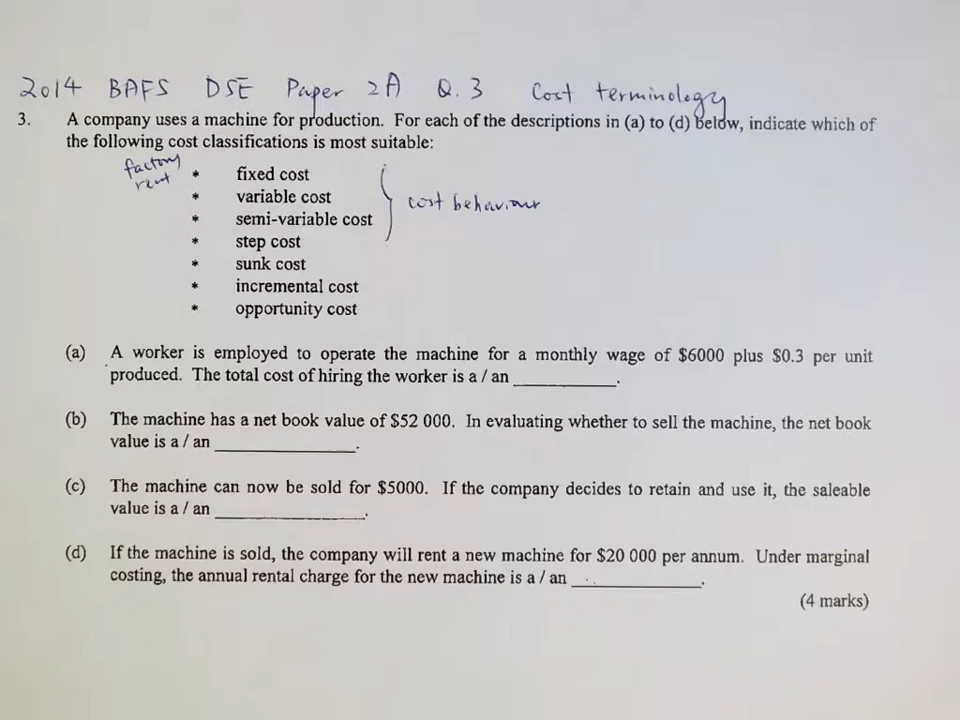 2014 BAFS DSE Paper 2A Q.3 Cost terminology
3. A company uses a machine for production. For each of the descriptions in (a) to (d) below, indicate which of
the following cost classifications is most suitable:
factory
rent
* fixed cost
* variable cost
* semi-variable cost
* step cost
* sunk cost
* incremental cost
* opportunity cost
cost behaviour
(a) A worker is employed to operate the machine for a monthly wage of $6000 plus $0.3 per unit
produced. The total cost of hiring the worker is a / an ____________.
(b) The machine has a net book value of $52 000. In evaluating whether to sell the machine, the net book
value is a / an ________________.
(c) The machine can now be sold for $5000. If the company decides to retain and use it, the saleable
value is a / an ________________.
(d) If the machine is sold, the company will rent a new machine for $20 000 per annum. Under marginal
costing, the annual rental charge for the new machine is a / an ______________.
(4 marks)